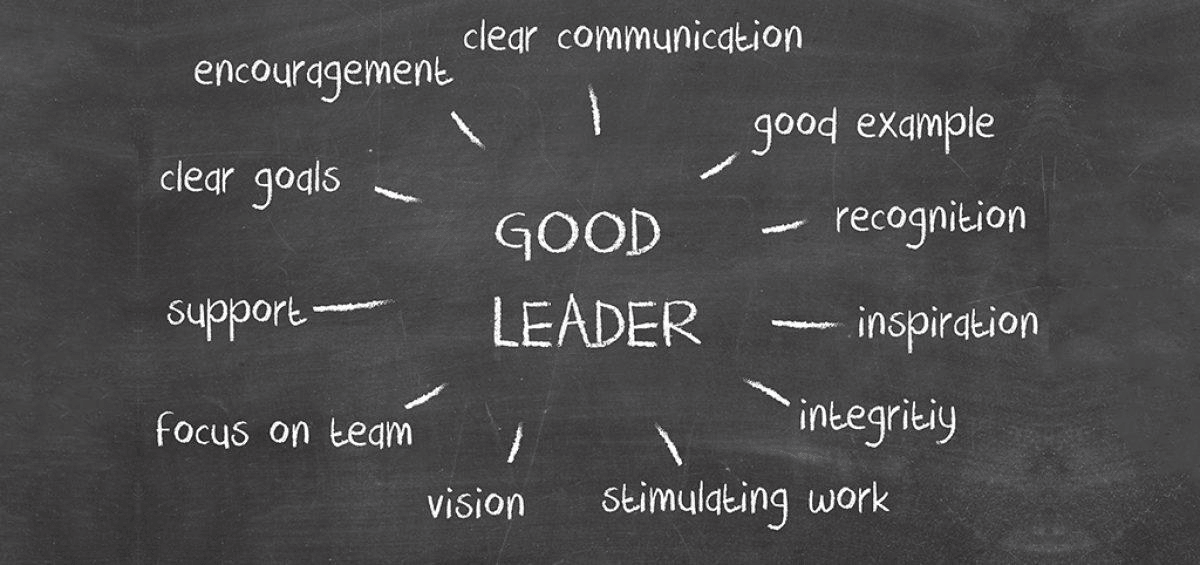 clear communication
encouragement
good example
clear goals
recognition
GOOD
LEADER
support
inspiration
focus on team
integritiy
vision
stimulating work